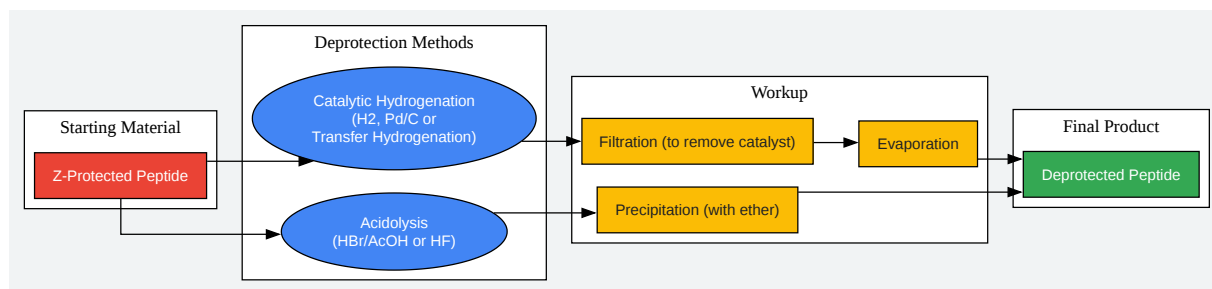 Starting Material
Z-Protected Peptide
Deprotection Methods
Catalytic Hydrogenation
(H2, Pd/C or
Transfer Hydrogenation)
Acidolysis
(HBr/AcOH or HF)
Workup
Filtration (to remove catalyst)
Evaporation
Precipitation (with ether)
Final Product
Deprotected Peptide